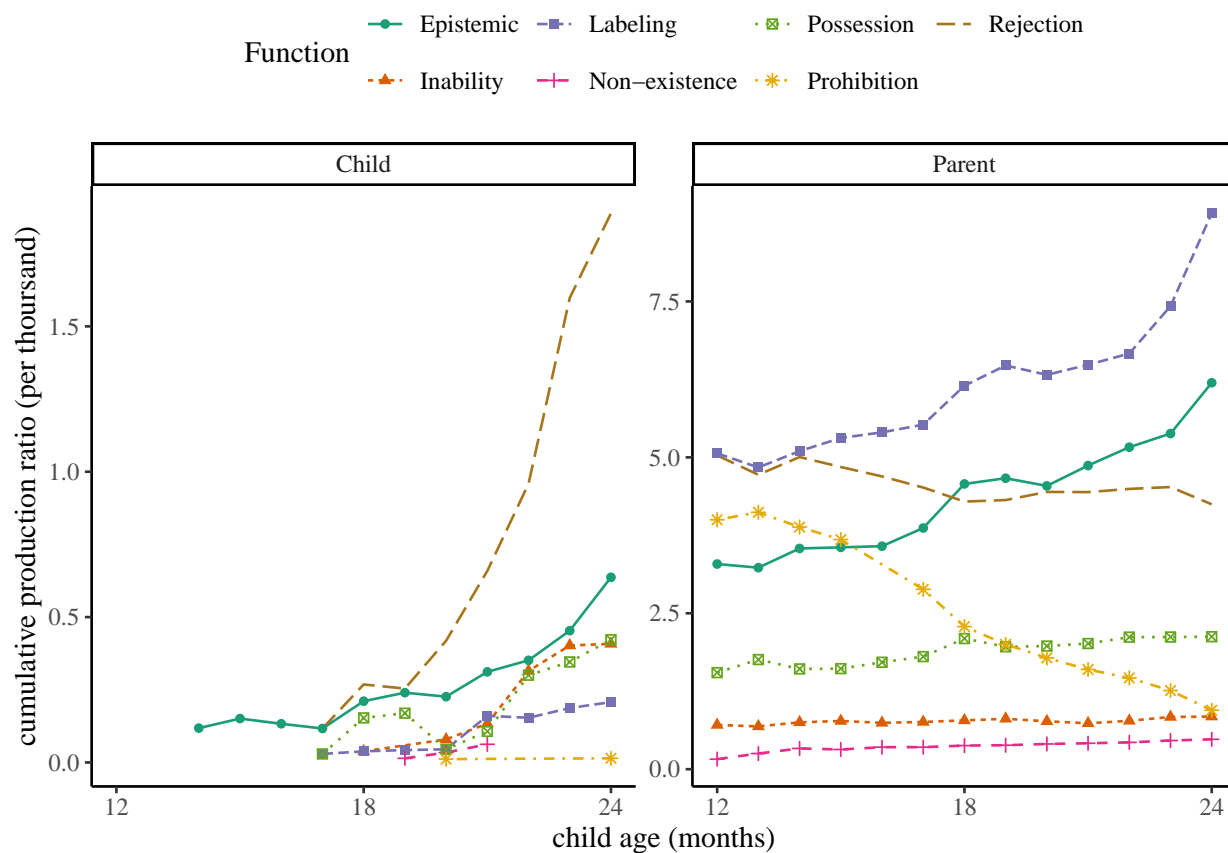 Function
Epistemic Labeling Possession Rejection
Inability Non−existence Prohibition
Child Parent
cumulative production ratio (per thoursand)
1.5
1.0
0.5
0.0
7.5
5.0
2.5
0.0
12 18 24 12 18 24
child age (months)